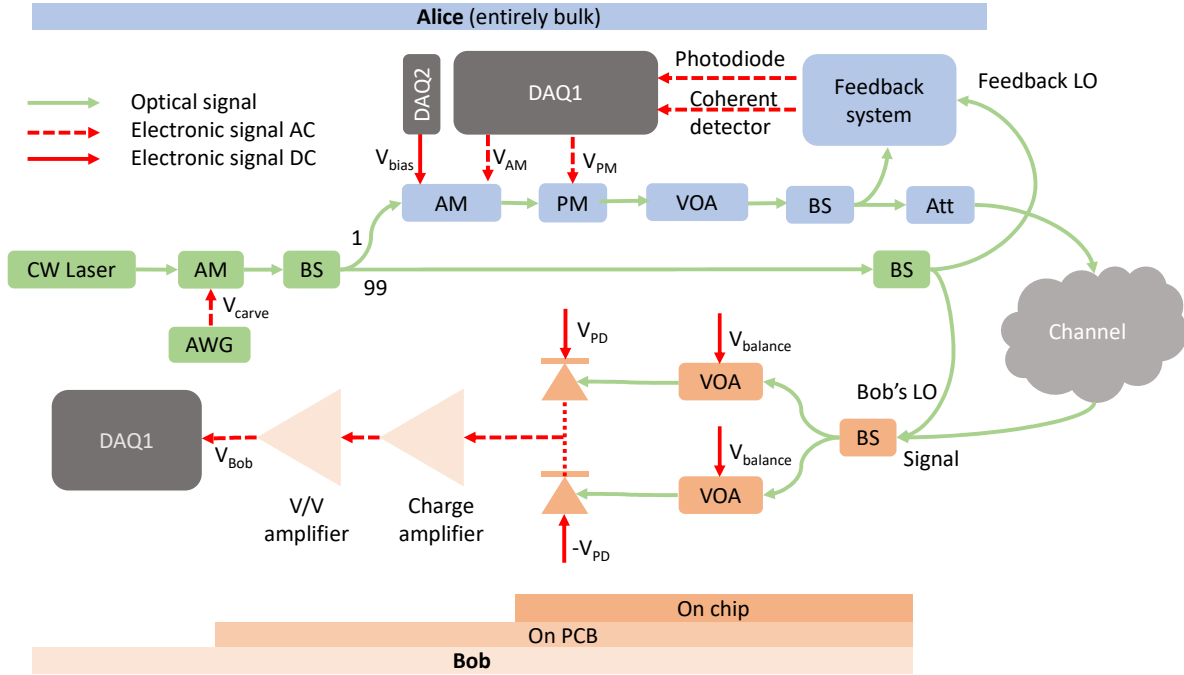 Alice (entirely bulk)
Optical signal
Electronic signal AC
Electronic signal DC
DAQ2
DAQ1
Photodiode
Coherent
detector
Feedback
system
Feedback LO
Vbias
VAM
VPM
AM
PM
VOA
BS
Att
1
99
CW Laser
AM
BS
BS
Vcarve
AWG
Channel
VPD
Vbalance
VOA
Bob's LO
BS
Signal
DAQ1
VBob
V/V
amplifier
Charge
amplifier
Vbalance
VOA
-VPD
On chip
On PCB
Bob